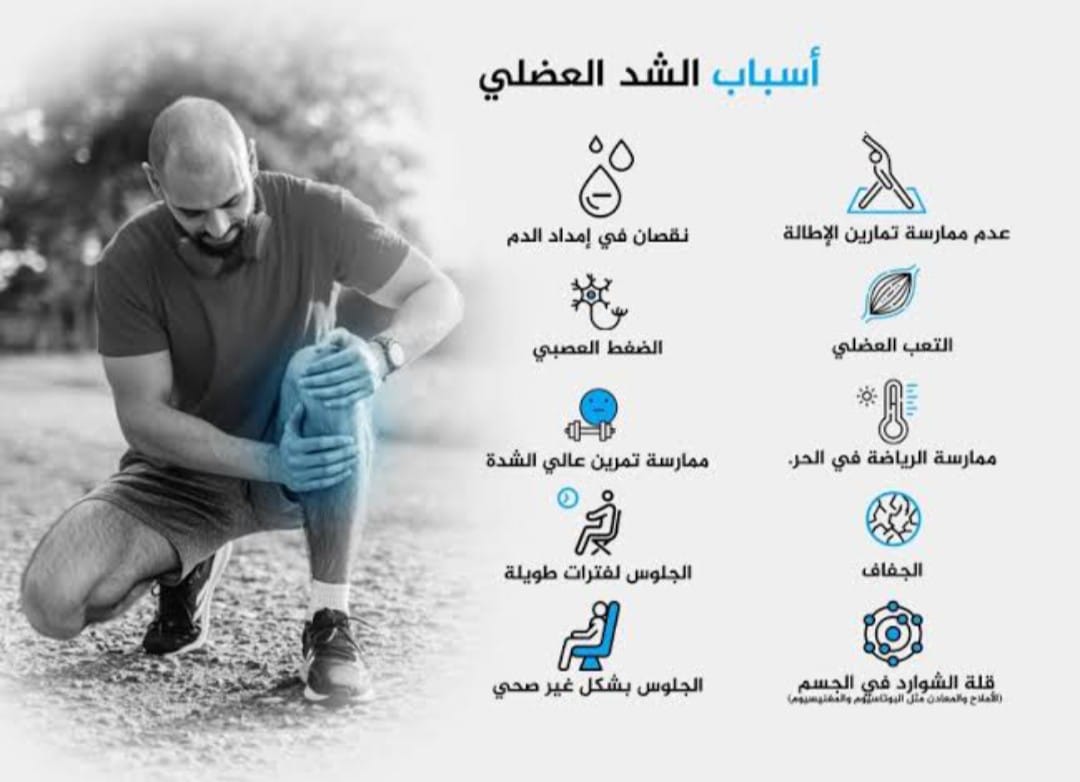 أسباب الشد العضلي
عدم ممارسة تمارين الإطالة
نقصان في إمداد الدم
التعب العضلي
الضغط العصبي
ممارسة الرياضة في الحر.
ممارسة تمرين عالي الشدة
الجفاف
الجلوس لفترات طويلة
قلة الشوارد في الجسم
(الأملاح والمعادن مثل البوتاسيوم والمغنيسيوم)
الجلوس بشكل غير صحي